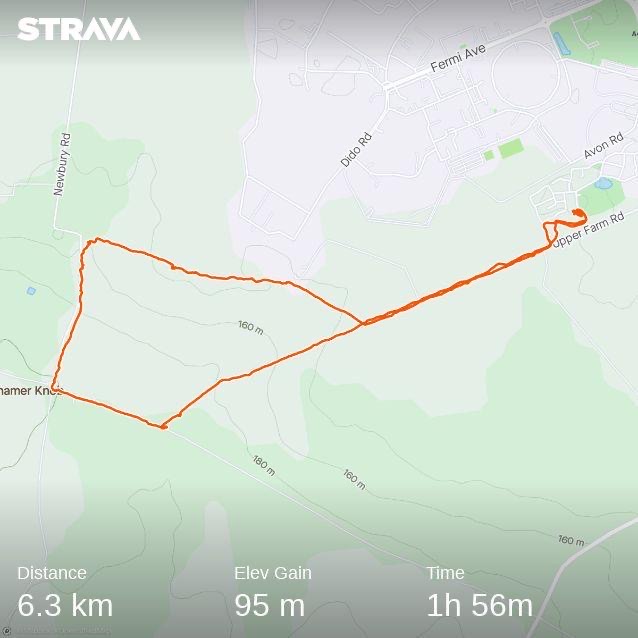 STRAVA
Fermi Ave
Newbury Rd
Dido Rd
Avon Rd
Upper Farm Rd
160 m
hamer Knob
180 m
160 m
160 m
Distance
Elev Gain
Time
6.3 km
95 m
1h 56m